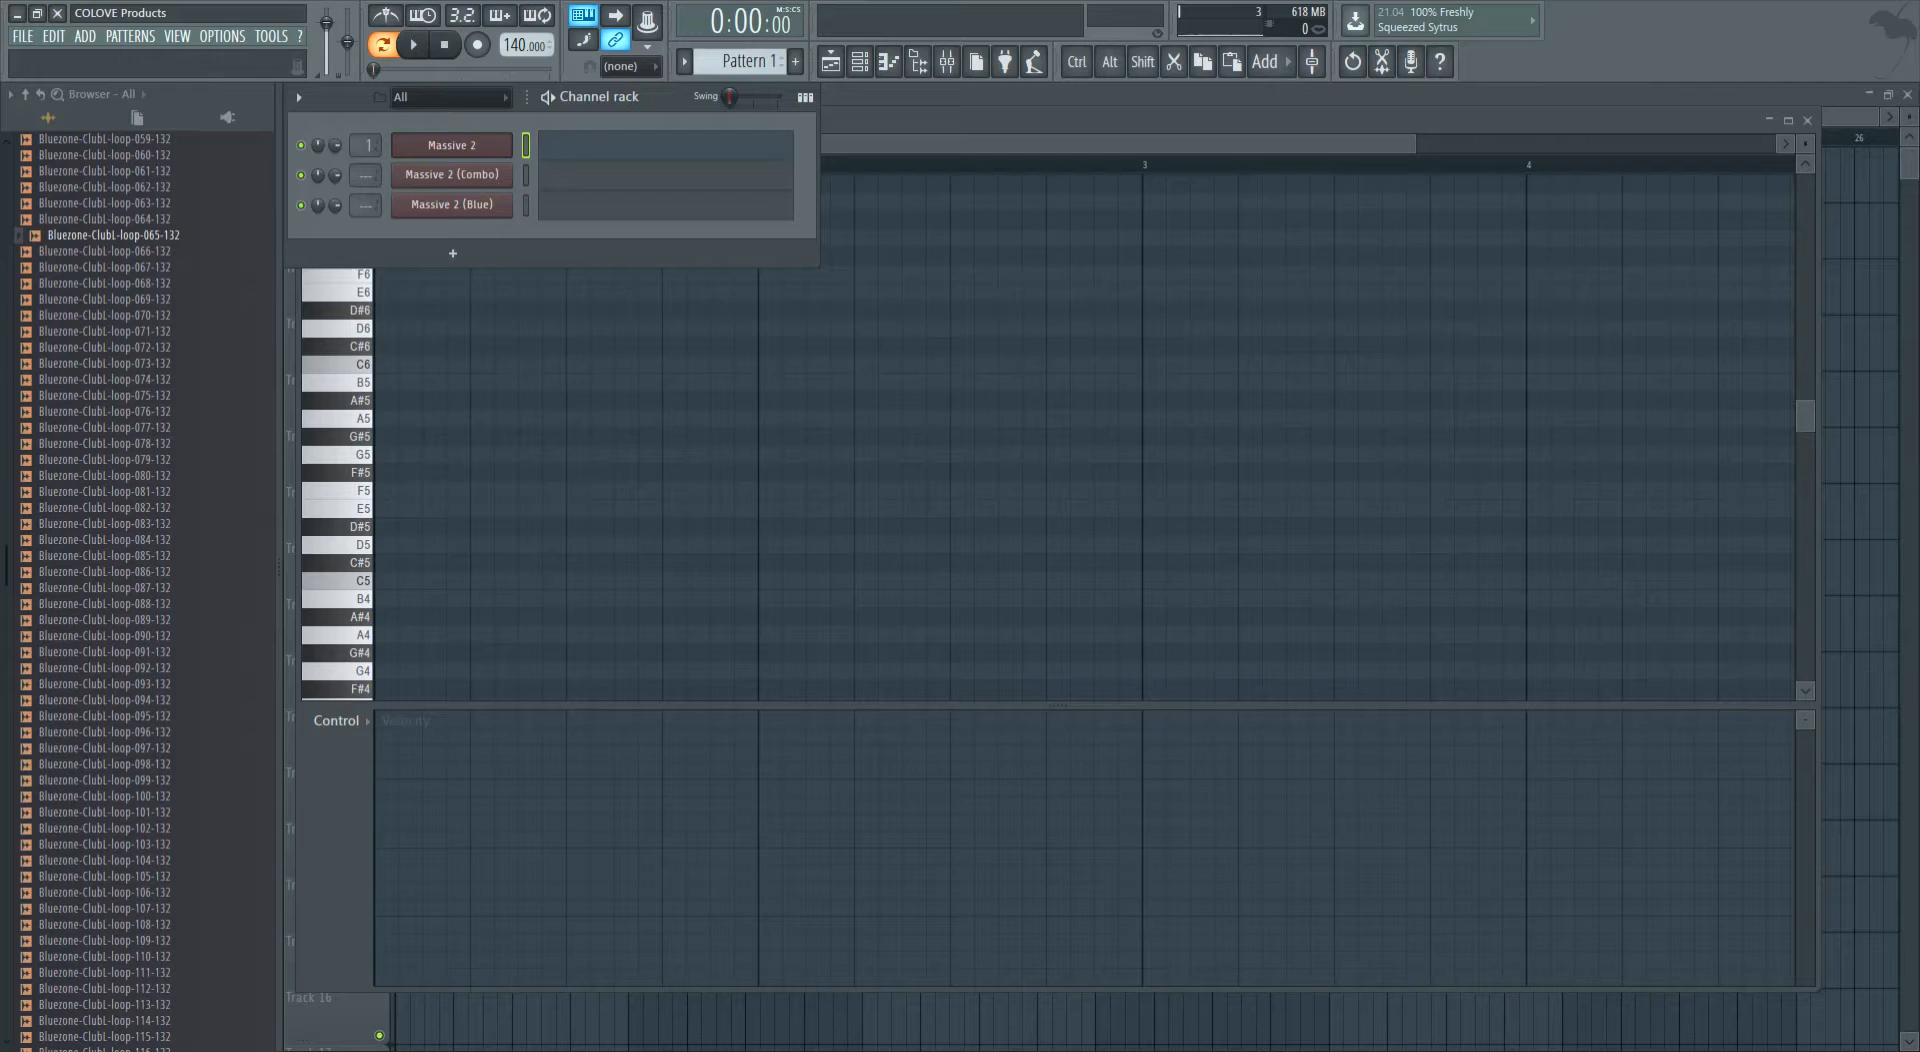 COLOVE Products
FILE EDIT ADD PATTERNS VIEW OPTIONS TOOLS ?
3.2.
140.000
(none)
0:00:00
M:S:CS
Pattern 1
+
3
618 MB
0
21.04 100% Freshly
Squeezed Sytrus
Ctrl
Alt
Shift
Add
?
Browser - All
Bluezone-ClubL-loop-059-132
Bluezone-ClubL-loop-060-132
Bluezone-ClubL-loop-061-132
Bluezone-ClubL-loop-062-132
Bluezone-ClubL-loop-063-132
Bluezone-ClubL-loop-064-132
Bluezone-ClubL-loop-065-132
Bluezone-ClubL-loop-066-132
Bluezone-ClubL-loop-067-132
Bluezone-ClubL-loop-068-132
Bluezone-ClubL-loop-069-132
Bluezone-ClubL-loop-070-132
Bluezone-ClubL-loop-071-132
Bluezone-ClubL-loop-072-132
Bluezone-ClubL-loop-073-132
Bluezone-ClubL-loop-074-132
Bluezone-ClubL-loop-075-132
Bluezone-ClubL-loop-076-132
Bluezone-ClubL-loop-077-132
Bluezone-ClubL-loop-078-132
Bluezone-ClubL-loop-079-132
Bluezone-ClubL-loop-080-132
Bluezone-ClubL-loop-081-132
Bluezone-ClubL-loop-082-132
Bluezone-ClubL-loop-083-132
Bluezone-ClubL-loop-084-132
Bluezone-ClubL-loop-085-132
Bluezone-ClubL-loop-086-132
Bluezone-ClubL-loop-087-132
Bluezone-ClubL-loop-088-132
Bluezone-ClubL-loop-089-132
Bluezone-ClubL-loop-090-132
Bluezone-ClubL-loop-091-132
Bluezone-ClubL-loop-092-132
Bluezone-ClubL-loop-093-132
Bluezone-ClubL-loop-094-132
Bluezone-ClubL-loop-095-132
Bluezone-ClubL-loop-096-132
Bluezone-ClubL-loop-097-132
Bluezone-ClubL-loop-098-132
Bluezone-ClubL-loop-099-132
Bluezone-ClubL-loop-100-132
Bluezone-ClubL-loop-101-132
Bluezone-ClubL-loop-102-132
Bluezone-ClubL-loop-103-132
Bluezone-ClubL-loop-104-132
Bluezone-ClubL-loop-105-132
Bluezone-ClubL-loop-106-132
Bluezone-ClubL-loop-107-132
Bluezone-ClubL-loop-108-132
Bluezone-ClubL-loop-109-132
Bluezone-ClubL-loop-110-132
Bluezone-ClubL-loop-111-132
Bluezone-ClubL-loop-112-132
Bluezone-ClubL-loop-113-132
Bluezone-ClubL-loop-114-132
Bluezone-ClubL-loop-115-132
All
Channel rack
Swing
1 Massive 2
--- Massive 2 (Combo)
--- Massive 2 (Blue)
+
3
4
26
F6
E6
D#6
D6
C#6
C6
B5
A#5
A5
G#5
G5
F#5
F5
E5
D#5
D5
C#5
C5
B4
A#4
A4
G#4
G4
F#4
Control
Velocity
Track 16